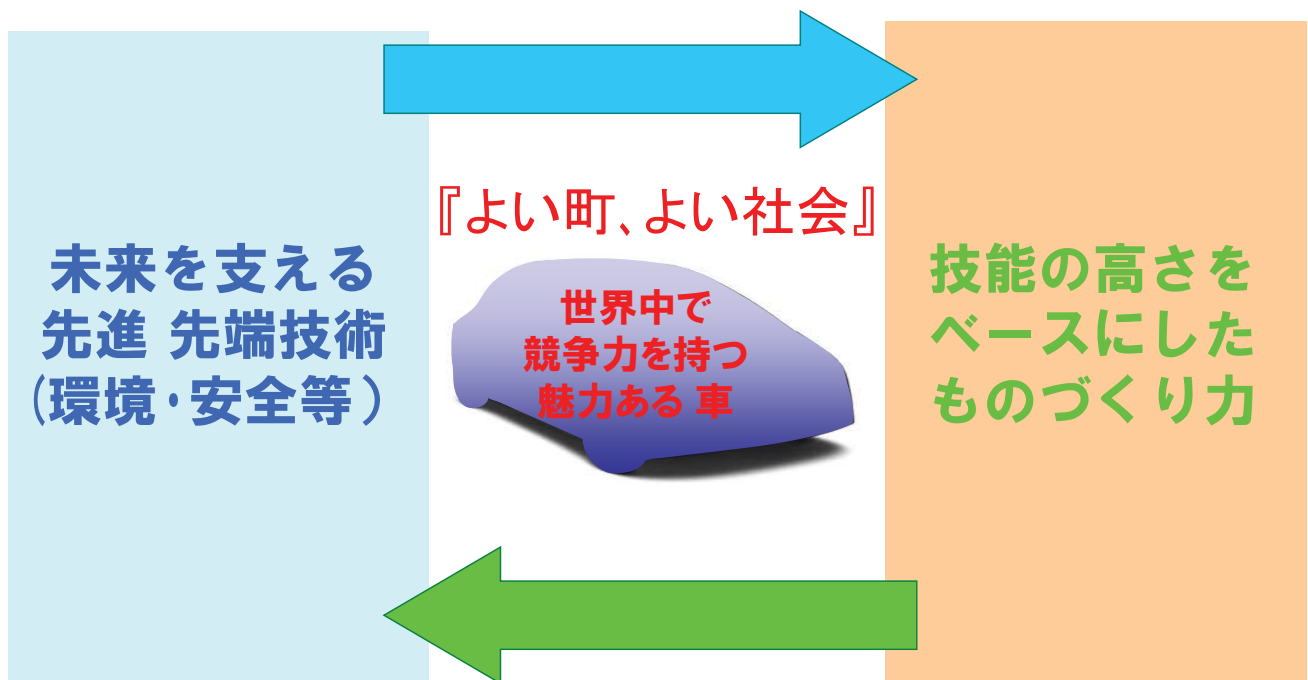 『よい町、よい社会』
未来を支える
先進 先端技術
(環境・安全等)
世界中で
競争力を持つ
魅力ある 車
技能の高さを
ベースにした
ものづくり力